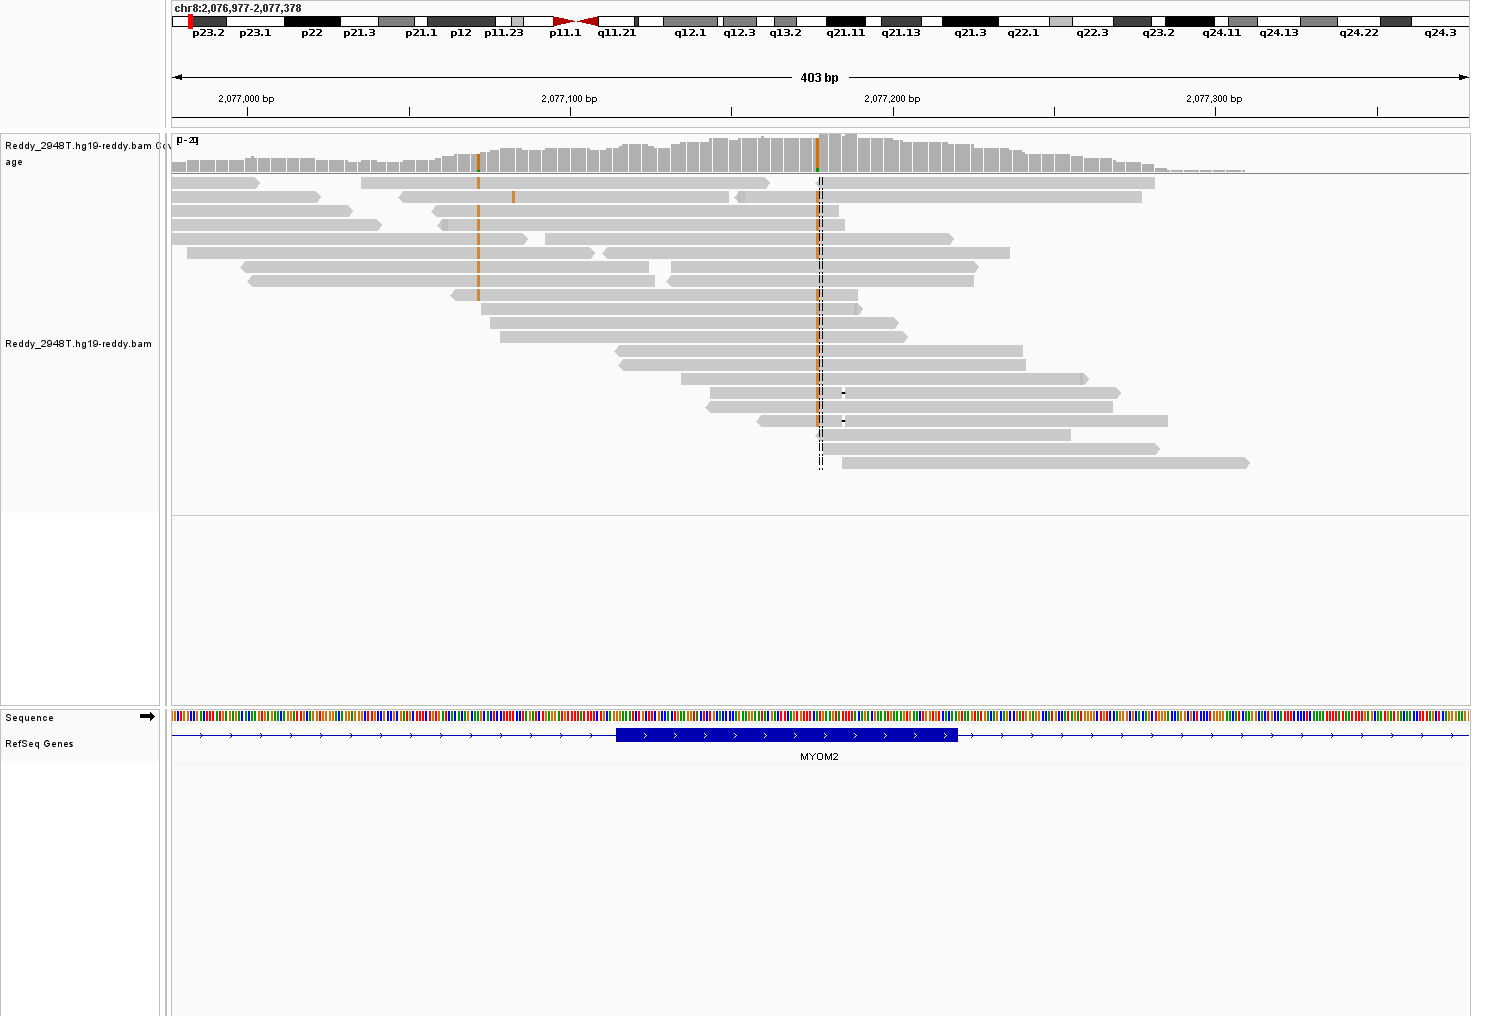 chr8:2,076,977-2,077,378
p23.2 p23.1 p22 p21.3 p21.1 p12 p11.23 p11.1 q11.21 q12.1 q12.3 q13.2 q21.11 q21.13 q21.3 q22.1 q22.3 q23.2 q24.11 q24.13 q24.22 q24.3
403 bp
2,077,000 bp 2,077,100 bp 2,077,200 bp 2,077,300 bp
[0 - 20]
Reddy_2948T.hg19-reddy.bam Cov
age
Reddy_2948T.hg19-reddy.bam
Sequence
RefSeq Genes
MYOM2